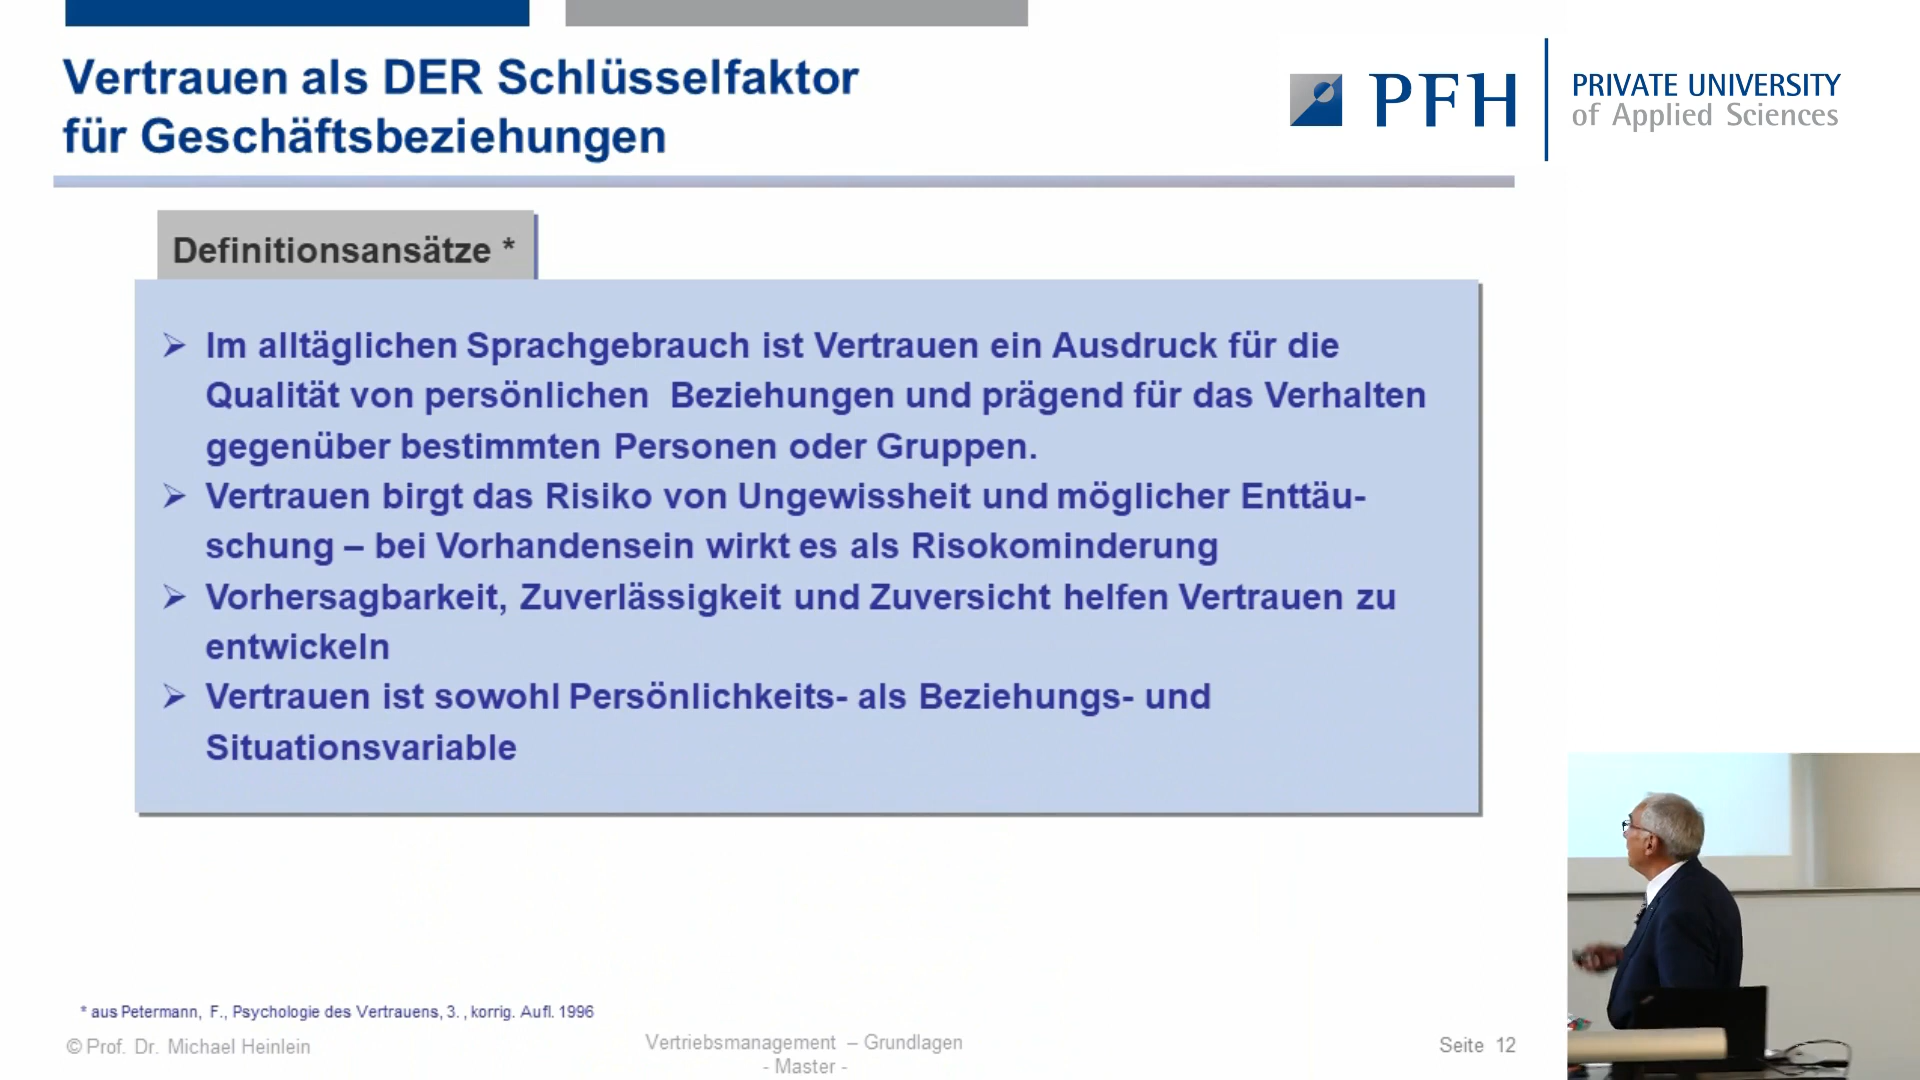 Vertrauen als DER Schlüsselfaktor
für Geschäftsbeziehungen
PFH
PRIVATE UNIVERSITY
of Applied Sciences
Definitionsansätze *
➢ Im alltäglichen Sprachgebrauch ist Vertrauen ein Ausdruck für die
Qualität von persönlichen Beziehungen und prägend für das Verhalten
gegenüber bestimmten Personen oder Gruppen.
➢ Vertrauen birgt das Risiko von Ungewissheit und möglicher Enttäu-
schung – bei Vorhandensein wirkt es als Risokominderung
➢ Vorhersagbarkeit, Zuverlässigkeit und Zuversicht helfen Vertrauen zu
entwickeln
➢ Vertrauen ist sowohl Persönlichkeits- als Beziehungs- und
Situationsvariable
* aus Petermann, F., Psychologie des Vertrauens, 3. , korrig. Aufl. 1996
© Prof. Dr. Michael Heinlein
Vertriebsmanagement – Grundlagen
- Master -
Seite 12